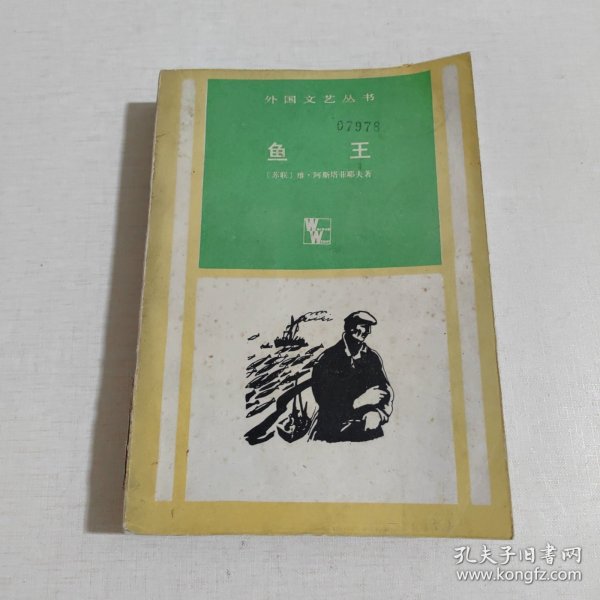 外国文艺丛书
07978
鱼 王
〔苏联〕维·阿斯塔菲耶夫著
W
W
孔夫子旧书网
www.kongfz.com